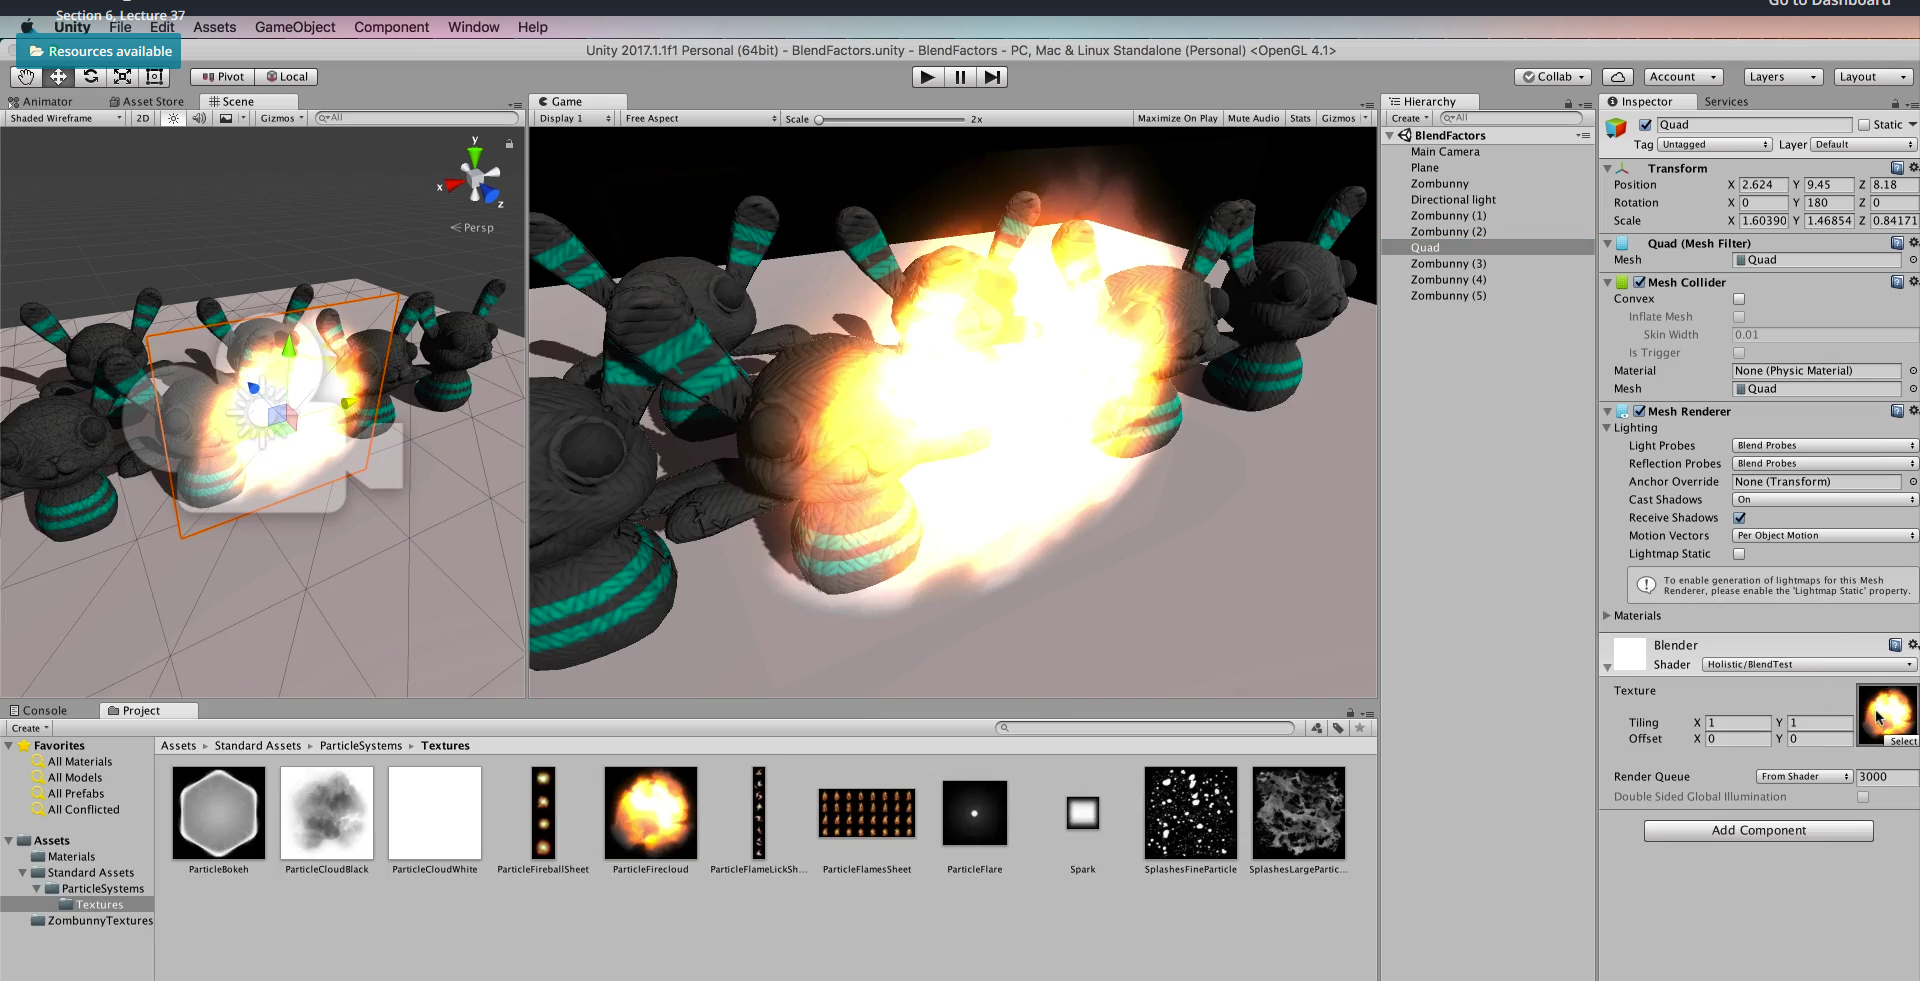 Go to Dashboard
Section 6, Lecture 37
Unity File Edit Assets GameObject Component Window Help
Resources available
Unity 2017.1.1f1 Personal (64bit) - BlendFactors.unity - BlendFactors - PC, Mac & Linux Standalone (Personal) <OpenGL 4.1>
Pivot Local Collab Account Layers Layout
Animator Asset Store Scene
Shaded Wireframe 2D Gizmos All
y
x
z
Persp
Game
Display 1 Free Aspect Scale 2x Maximize On Play Mute Audio Stats Gizmos
Hierarchy
Create All
BlendFactors
Main Camera
Plane
Zombunny
Directional light
Zombunny (1)
Zombunny (2)
Quad
Zombunny (3)
Zombunny (4)
Zombunny (5)
Inspector Services
Quad Static
Tag Untagged Layer Default
Transform
Position X 2.624 Y 9.45 Z 8.18
Rotation X 0 Y 180 Z 0
Scale X 1.60390 Y 1.46854 Z 0.84171
Quad (Mesh Filter)
Mesh Quad
Mesh Collider
Convex
Inflate Mesh
Skin Width 0.01
Is Trigger
Material None (Physic Material)
Mesh Quad
Mesh Renderer
Lighting
Light Probes Blend Probes
Reflection Probes Blend Probes
Anchor Override None (Transform)
Cast Shadows On
Receive Shadows
Motion Vectors Per Object Motion
Lightmap Static
To enable generation of lightmaps for this Mesh
Renderer, please enable the 'Lightmap Static' property.
Materials
Blender
Shader Holistic/BlendTest
Texture
Tiling X 1 Y 1
Offset X 0 Y 0
Select
Render Queue From Shader 3000
Double Sided Global Illumination
Add Component
Console Project
Create
Favorites
All Materials
All Models
All Prefabs
All Conflicted
Assets
Materials
Standard Assets
ParticleSystems
Textures
ZombunnyTextures
Assets Standard Assets ParticleSystems Textures
ParticleBokeh ParticleCloudBlack ParticleCloudWhite ParticleFireballSheet ParticleFirecloud ParticleFlameLickSh... ParticleFlamesSheet ParticleFlare Spark SplashesFineParticle SplashesLargePartic...